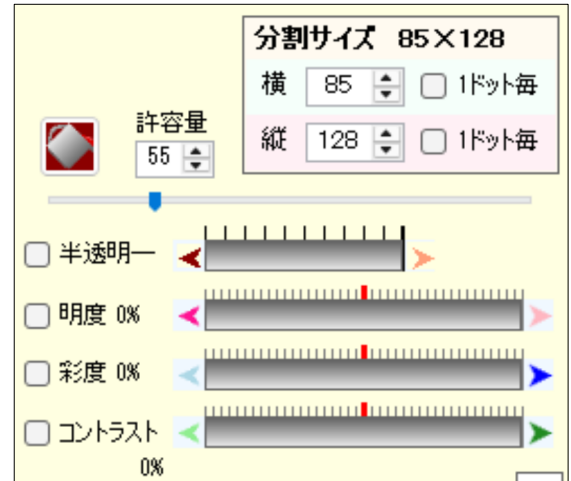 分割サイズ 85×128
横 85 1ドット毎
縦 128 1ドット毎
許容量
55
半透明一
明度 0%
彩度 0%
コントラスト
0%